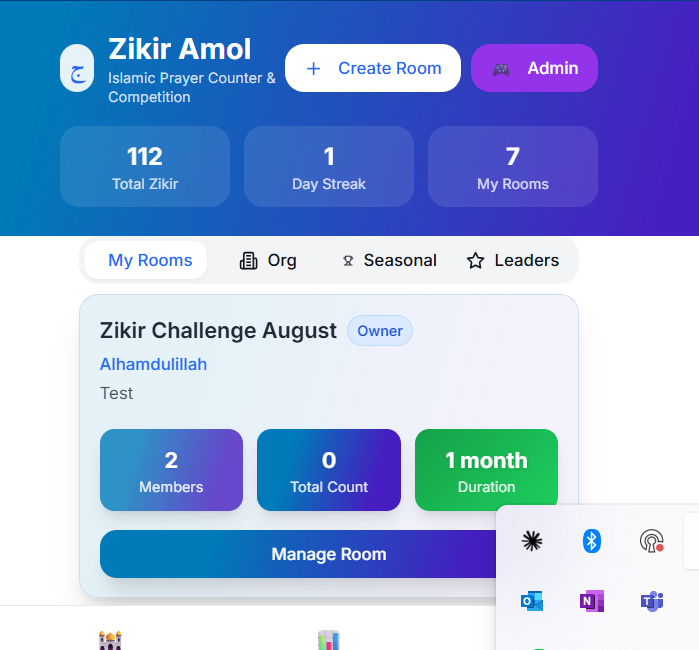 ج
Zikir Amol
Islamic Prayer Counter &
Competition
Create Room
Admin
112
Total Zikir
1
Day Streak
7
My Rooms
My Rooms
Org
Seasonal
Leaders
Zikir Challenge August
Owner
Alhamdulillah
Test
2
Members
0
Total Count
1 month
Duration
Manage Room